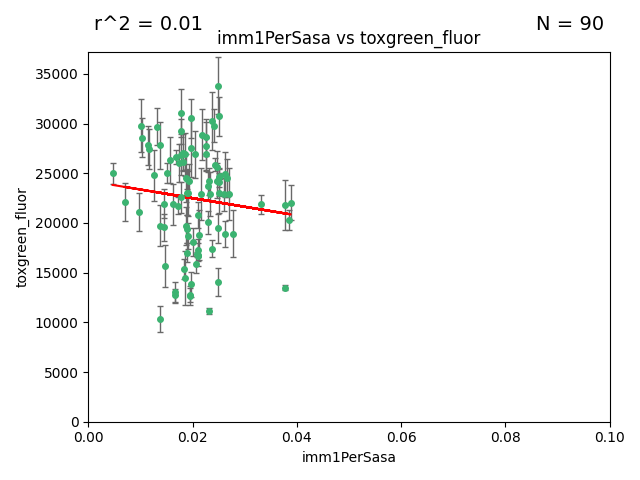 r^2 = 0.01
N = 90
imm1PerSasa vs toxgreen_fluor
35000
30000
25000
20000
15000
10000
5000
0
toxgreen_fluor
0.00
0.02
0.04
0.06
0.08
0.10
imm1PerSasa